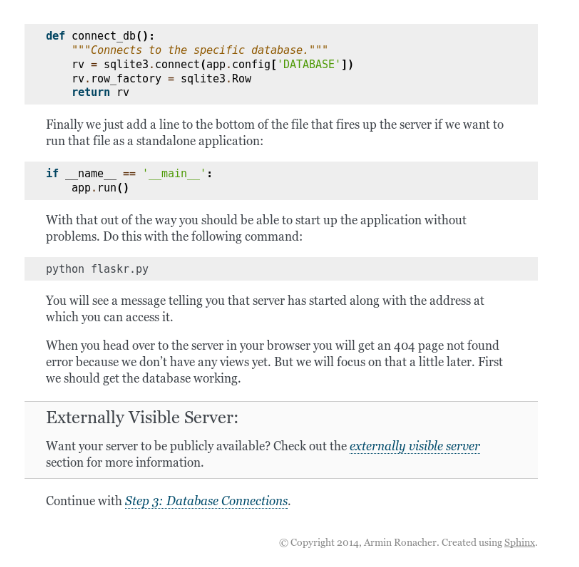 def connect_db():
    """Connects to the specific database."""
    rv = sqlite3.connect(app.config['DATABASE'])
    rv.row_factory = sqlite3.Row
    return rv
Finally we just add a line to the bottom of the file that fires up the server if we want to
run that file as a standalone application:
if __name__ == '__main__':
    app.run()
With that out of the way you should be able to start up the application without
problems. Do this with the following command:
python flaskr.py
You will see a message telling you that server has started along with the address at
which you can access it.
When you head over to the server in your browser you will get an 404 page not found
error because we don’t have any views yet. But we will focus on that a little later. First
we should get the database working.
Externally Visible Server:
Want your server to be publicly available? Check out the externally visible server
section for more information.
Continue with Step 3: Database Connections.
© Copyright 2014, Armin Ronacher. Created using Sphinx.